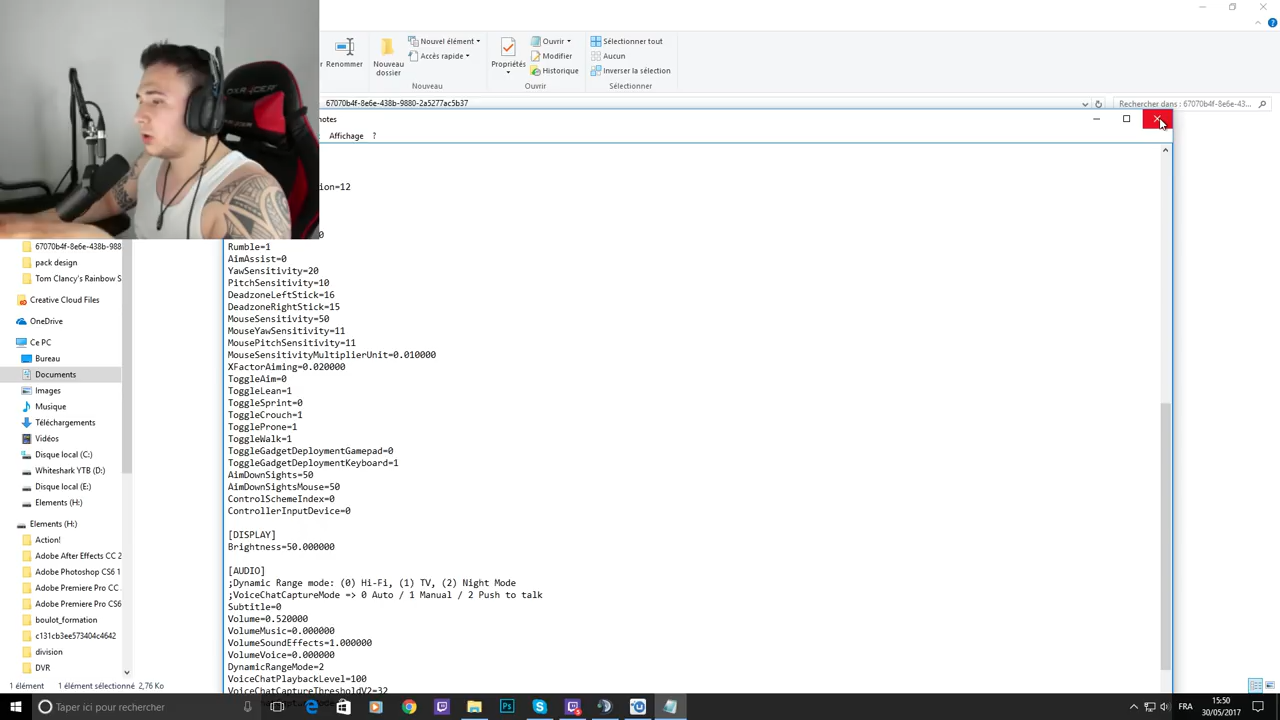 Renommer
Nouveau
dossier
Nouvel élément
Accès rapide
Nouveau
Propriétés
Ouvrir
Modifier
Historique
Ouvrir
Sélectionner tout
Aucun
Inverser la sélection
Sélectionner
67070b4f-8e6e-438b-9880-2a5277ac5b37
Rechercher dans : 67070b4f-8e6e-43...
notes
Affichage ?
ion=12
0
Rumble=1
AimAssist=0
YawSensitivity=20
PitchSensitivity=10
DeadzoneLeftStick=16
DeadzoneRightStick=15
MouseSensitivity=50
MouseYawSensitivity=11
MousePitchSensitivity=11
MouseSensitivityMultiplierUnit=0.010000
XFactorAiming=0.020000
ToggleAim=0
ToggleLean=1
ToggleSprint=0
ToggleCrouch=1
ToggleProne=1
ToggleWalk=1
ToggleGadgetDeploymentGamepad=0
ToggleGadgetDeploymentKeyboard=1
AimDownSights=50
AimDownSightsMouse=50
ControlSchemeIndex=0
ControllerInputDevice=0
[DISPLAY]
Brightness=50.000000
[AUDIO]
;Dynamic Range mode: (0) Hi-Fi, (1) TV, (2) Night Mode
;VoiceChatCaptureMode => 0 Auto / 1 Manual / 2 Push to talk
Subtitle=0
Volume=0.520000
VolumeMusic=0.000000
VolumeSoundEffects=1.000000
VolumeVoice=0.000000
DynamicRangeMode=2
VoiceChatPlaybackLevel=100
VoiceChatCaptureThresholdV2=32
67070b4f-8e6e-438b-988
pack design
Tom Clancy's Rainbow S
Creative Cloud Files
OneDrive
Ce PC
Bureau
Documents
Images
Musique
Téléchargements
Vidéos
Disque local (C:)
Whiteshark YTB (D:)
Disque local (E:)
Elements (H:)
Elements (H:)
Action!
Adobe After Effects CC 2
Adobe Photoshop CS6 1
Adobe Premiere Pro CC
Adobe Premiere Pro CS6
boulot_formation
c131cb3ee573404c4642
division
DVR
1 élément
1 élément sélectionné 2,76 Ko
Taper ici pour rechercher
FRA
15:50
30/05/2017